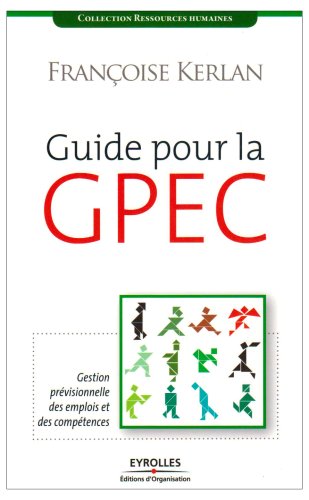 COLLECTION RESSOURCES HUMAINES
FRANÇOISE KERLAN
Guide pour la
GPEC
Gestion
prévisionnelle
des emplois et
des compétences
EYROLLES
Éditions d'Organisation